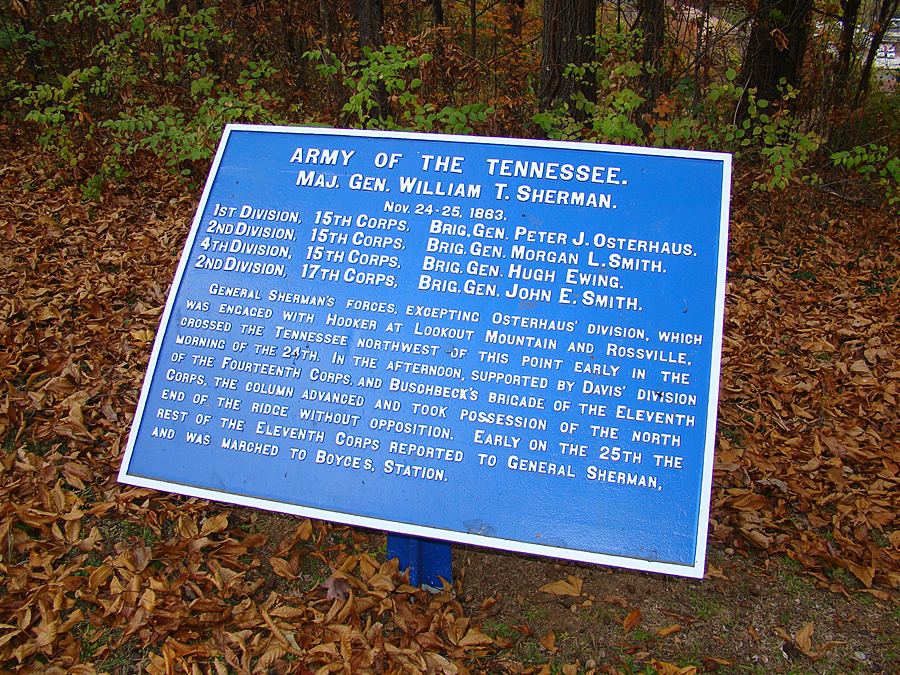 ARMY OF THE TENNESSEE.
MAJ. GEN. WILLIAM T. SHERMAN.
NOV. 24-25, 1863.
1ST DIVISION, 15TH CORPS, BRIG. GEN. PETER J. OSTERHAUS.
2ND DIVISION, 15TH CORPS, BRIG. GEN. MORGAN L. SMITH.
4TH DIVISION, 15TH CORPS, BRIG. GEN. HUGH EWING.
2ND DIVISION, 17TH CORPS, BRIG. GEN. JOHN E. SMITH.
GENERAL SHERMAN'S FORCES, EXCEPTING OSTERHAUS' DIVISION, WHICH
WAS ENGAGED WITH HOOKER AT LOOKOUT MOUNTAIN AND ROSSVILLE,
CROSSED THE TENNESSEE NORTHWEST OF THIS POINT EARLY IN THE
MORNING OF THE 24TH. IN THE AFTERNOON, SUPPORTED BY DAVIS' DIVISION
OF THE FOURTEENTH CORPS, AND BUSCHBECK'S BRIGADE OF THE ELEVENTH
CORPS, THE COLUMN ADVANCED AND TOOK POSSESSION OF THE NORTH
END OF THE RIDGE WITHOUT OPPOSITION. EARLY ON THE 25TH THE
REST OF THE ELEVENTH CORPS REPORTED TO GENERAL SHERMAN,
AND WAS MARCHED TO BOYCES, STATION.